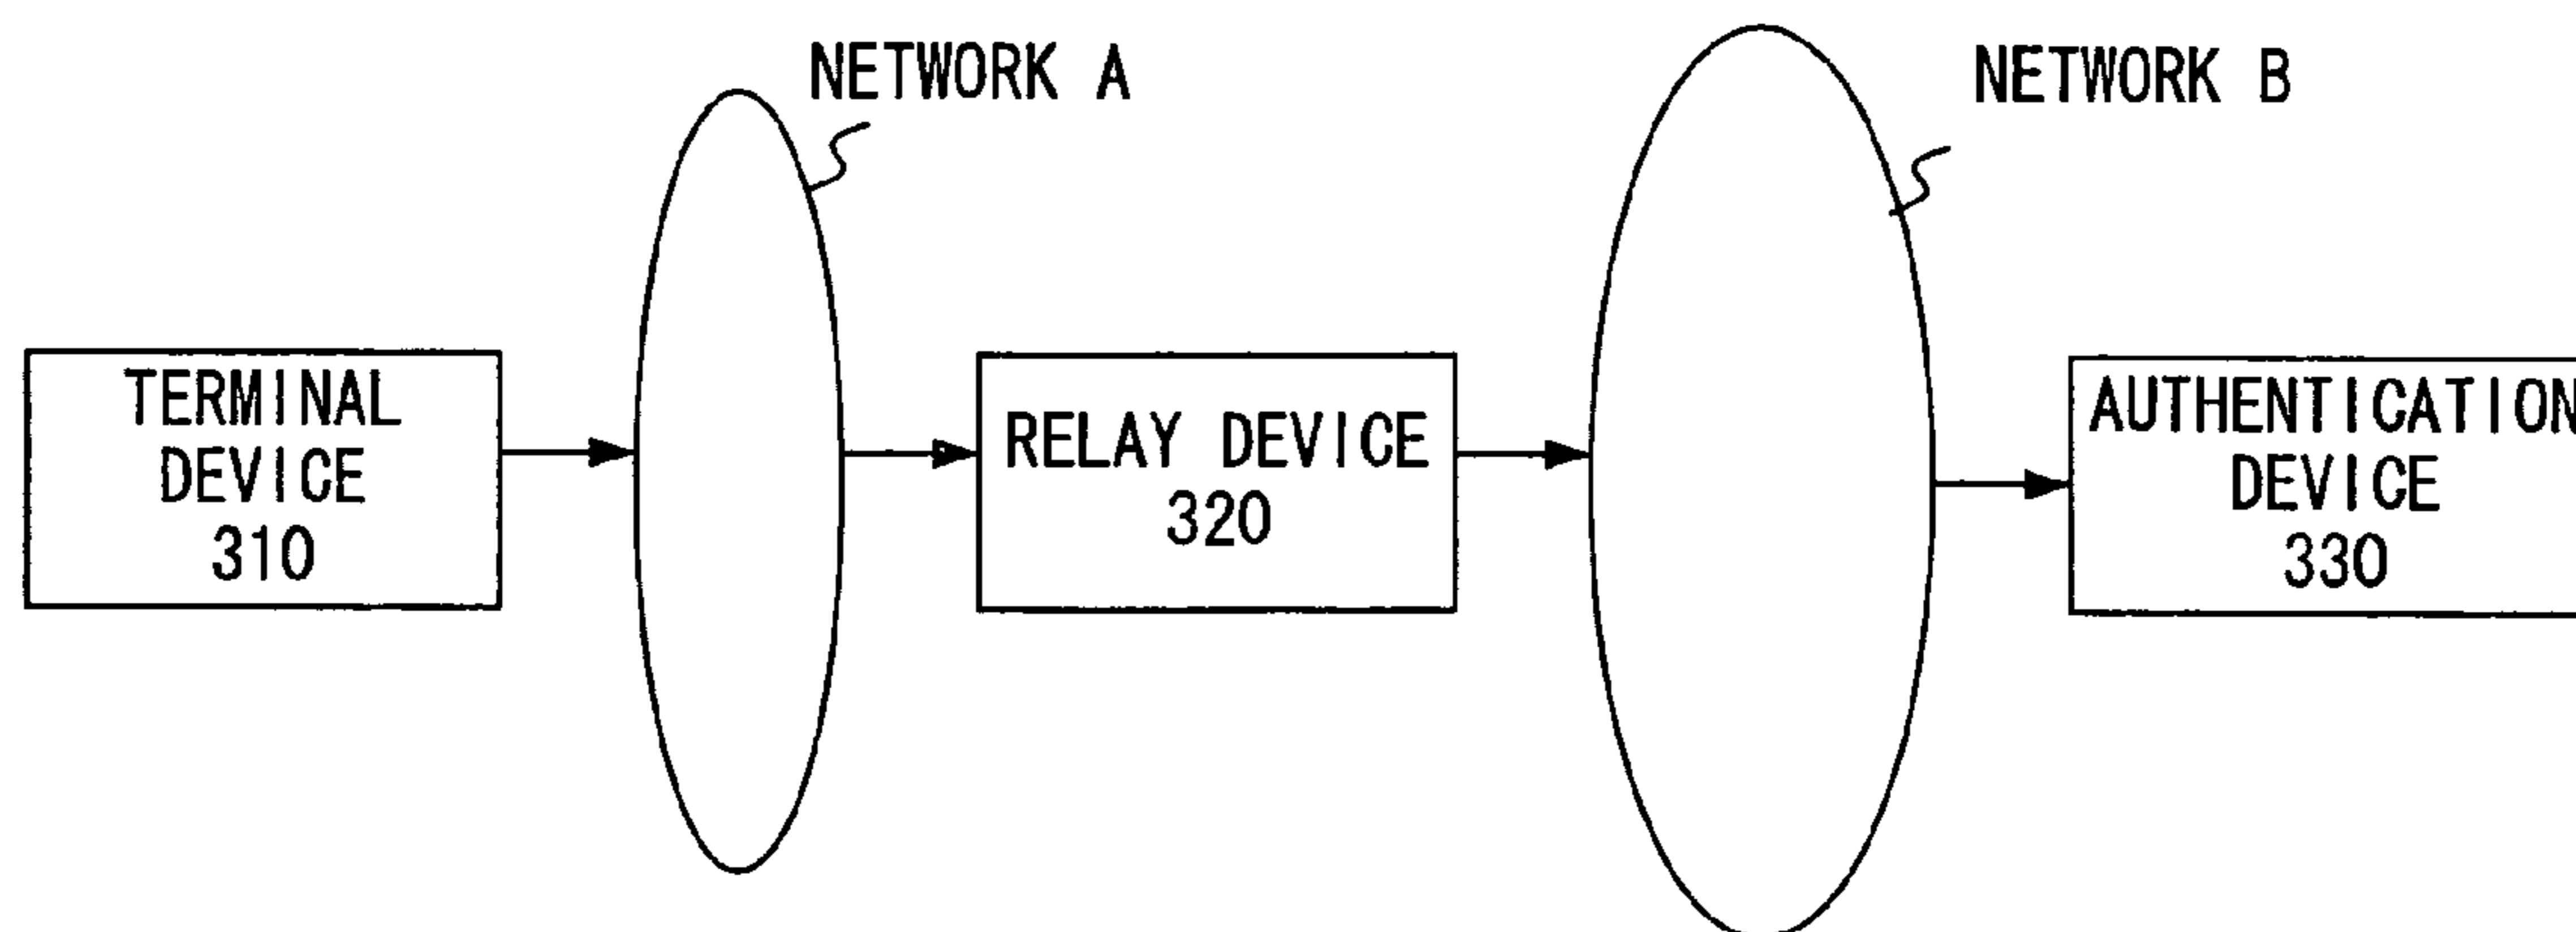 NETWORK A
NETWORK B
TERMINAL
DEVICE
310
RELAY DEVICE
320
AUTHENTICATION
DEVICE
330